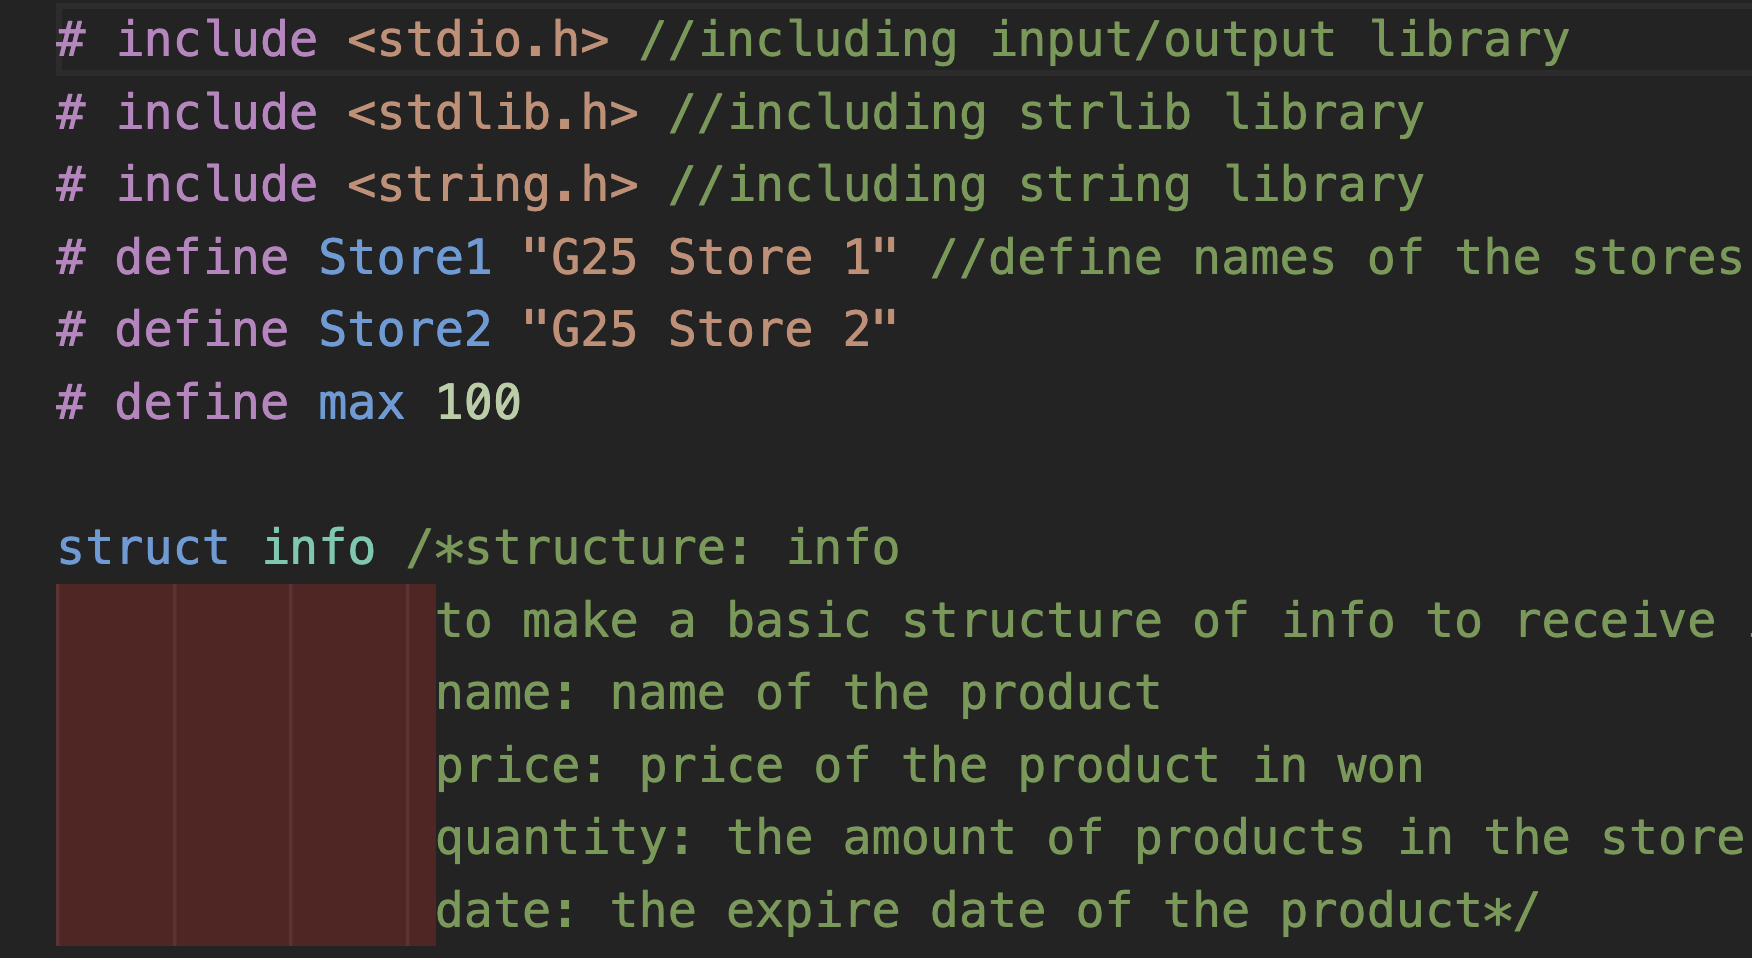 # include <stdio.h> //including input/output library
# include <stdlib.h> //including strlib library
# include <string.h> //including string library
# define Store1 "G25 Store 1" //define names of the stores
# define Store2 "G25 Store 2"
# define max 100
struct info /*structure: info
to make a basic structure of info to receive
name: name of the product
price: price of the product in won
quantity: the amount of products in the store
date: the expire date of the product*/